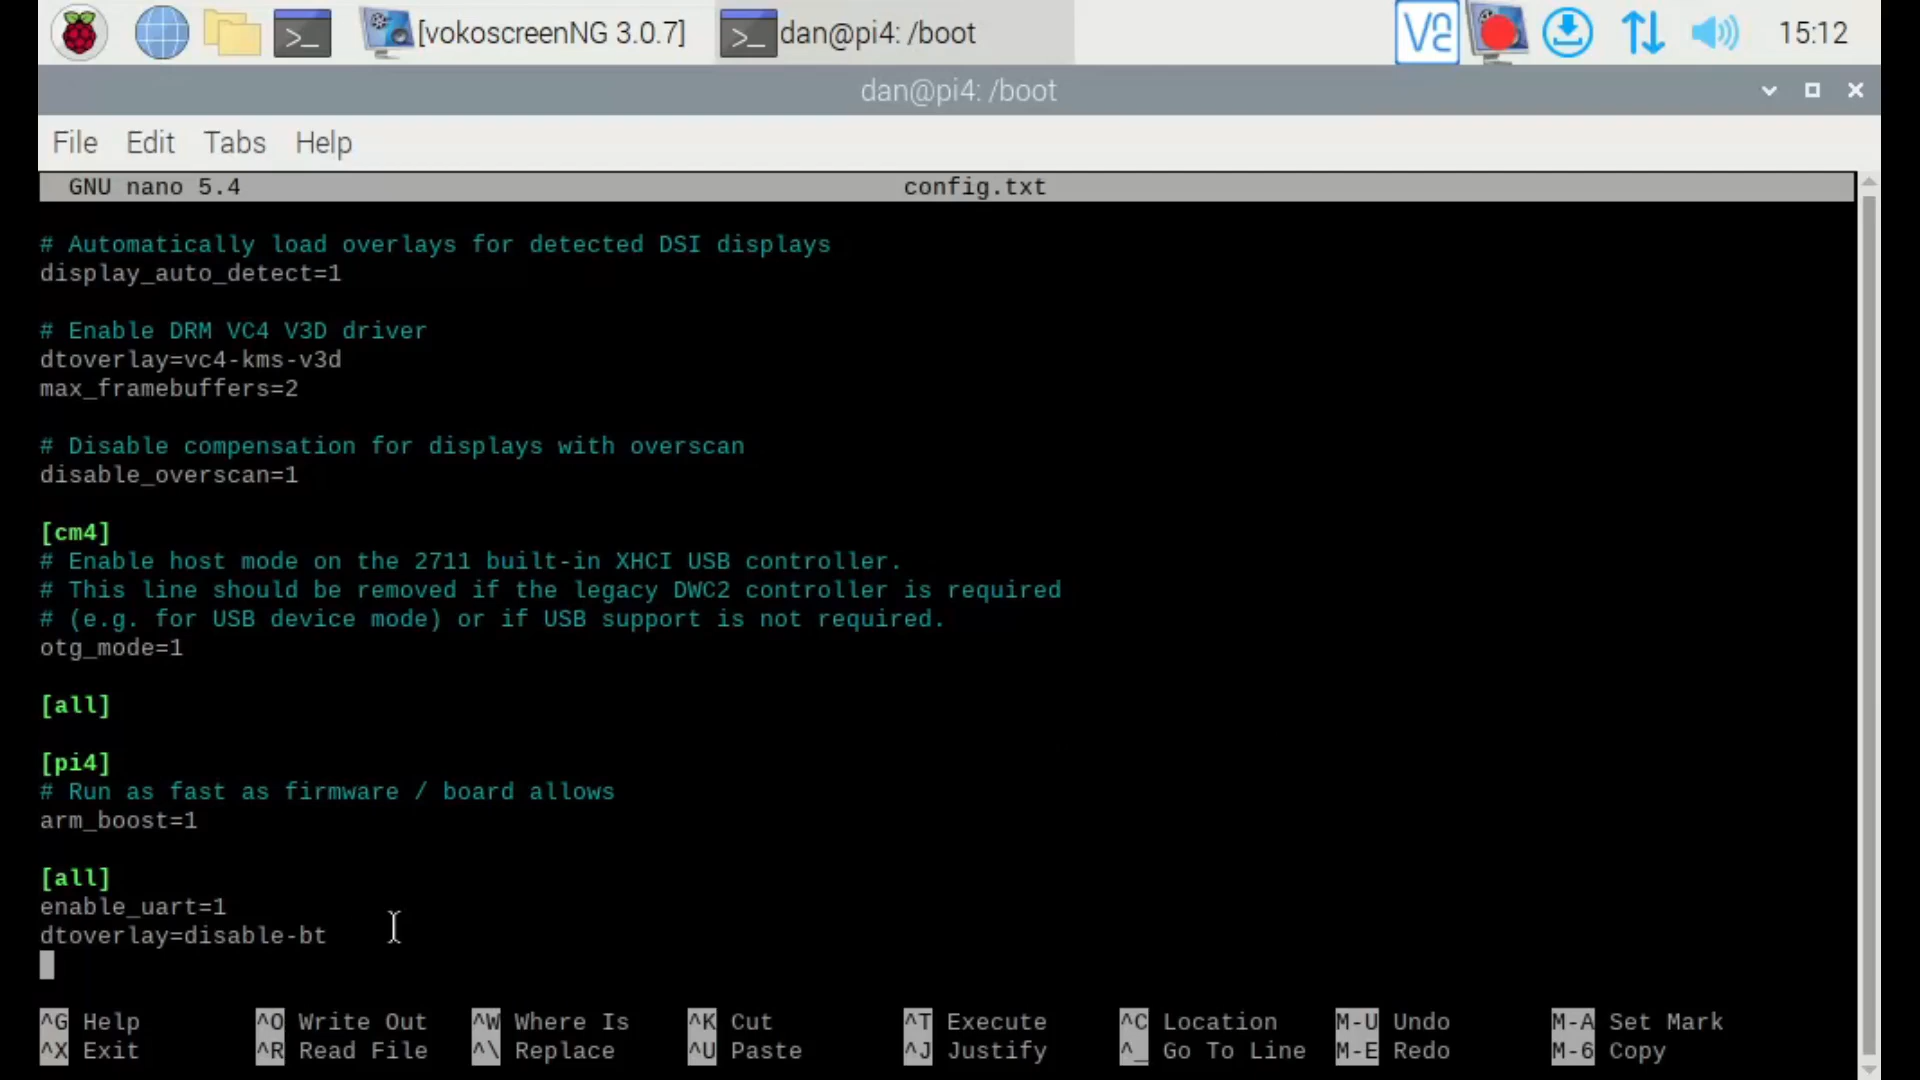 [vokoscreenNG 3.0.7]
dan@pi4: /boot
15:12
dan@pi4: /boot
File Edit Tabs Help
GNU nano 5.4 config.txt
# Automatically load overlays for detected DSI displays
display_auto_detect=1
# Enable DRM VC4 V3D driver
dtoverlay=vc4-kms-v3d
max_framebuffers=2
# Disable compensation for displays with overscan
disable_overscan=1
[cm4]
# Enable host mode on the 2711 built-in XHCI USB controller.
# This line should be removed if the legacy DWC2 controller is required
# (e.g. for USB device mode) or if USB support is not required.
otg_mode=1
[all]
[pi4]
# Run as fast as firmware / board allows
arm_boost=1
[all]
enable_uart=1
dtoverlay=disable-bt
^G Help ^O Write Out ^W Where Is ^K Cut ^T Execute ^C Location M-U Undo M-A Set Mark
^X Exit ^R Read File ^\ Replace ^U Paste ^J Justify ^_ Go To Line M-E Redo M-6 Copy